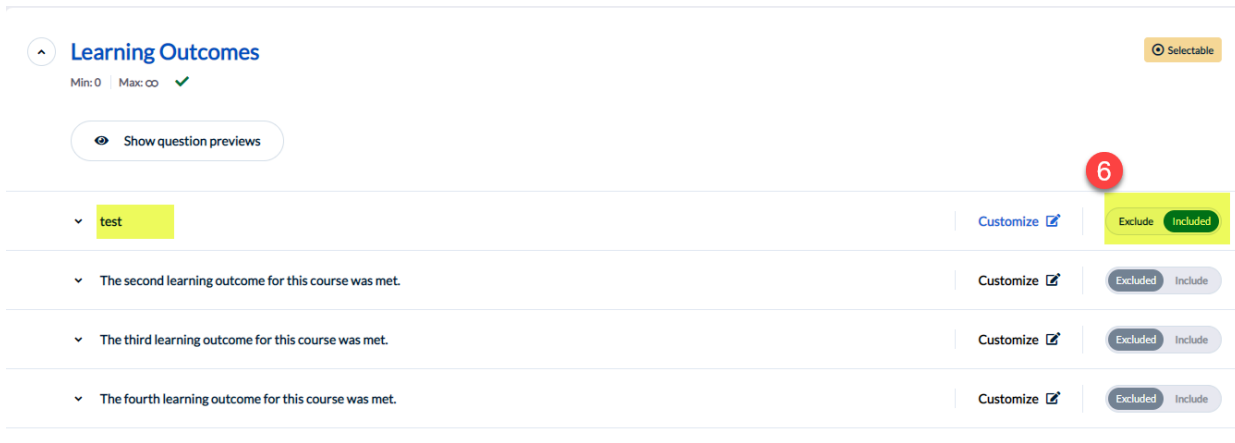 Learning Outcomes
Selectable
Min: 0 Max: ∞
Show question previews
6
test Customize Exclude Included
The second learning outcome for this course was met. Customize Excluded Include
The third learning outcome for this course was met. Customize Excluded Include
The fourth learning outcome for this course was met. Customize Excluded Include